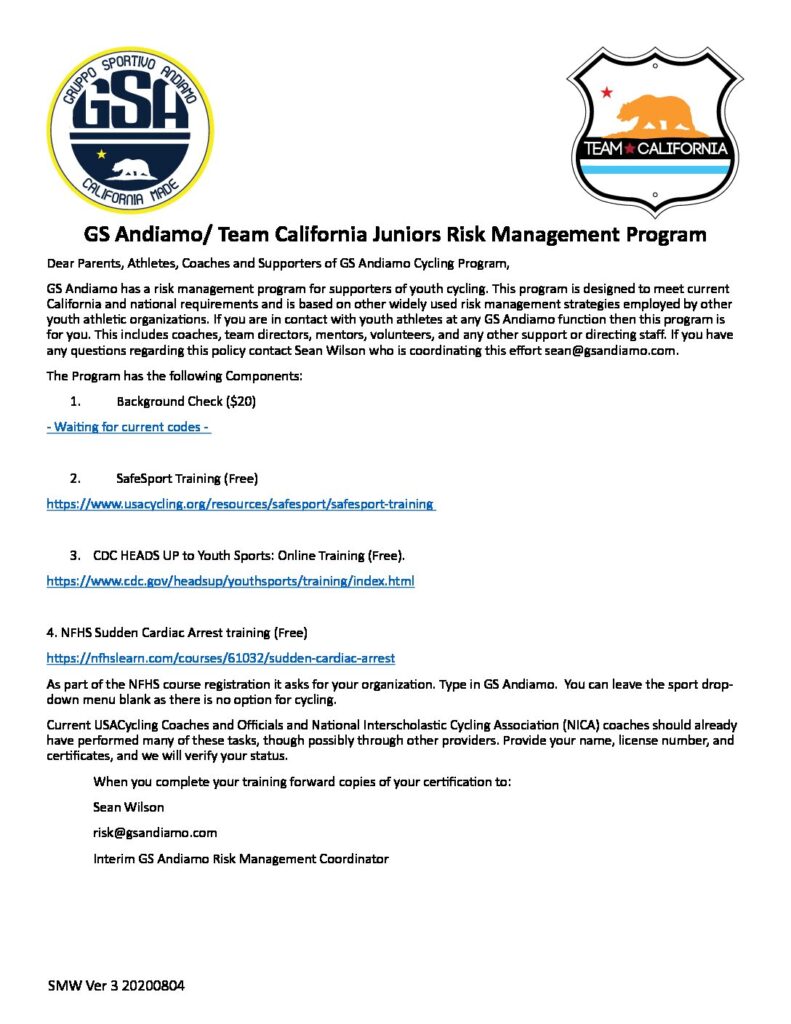 GRUPPO SPORTIVO ANDIAMO
GSA
CALIFORNIA MADE
TEAM CALIFORNIA
GS Andiamo/ Team California Juniors Risk Management Program
Dear Parents, Athletes, Coaches and Supporters of GS Andiamo Cycling Program,
GS Andiamo has a risk management program for supporters of youth cycling. This program is designed to meet current
California and national requirements and is based on other widely used risk management strategies employed by other
youth athletic organizations. If you are in contact with youth athletes at any GS Andiamo function then this program is
for you. This includes coaches, team directors, mentors, volunteers, and any other support or directing staff. If you have
any questions regarding this policy contact Sean Wilson who is coordinating this effort sean@gsandiamo.com.
The Program has the following Components:
1. Background Check ($20)
- Waiting for current codes -
2. SafeSport Training (Free)
https://www.usacycling.org/resources/safesport/safesport-training
3. CDC HEADS UP to Youth Sports: Online Training (Free).
https://www.cdc.gov/headsup/youthsports/training/index.html
4. NFHS Sudden Cardiac Arrest training (Free)
https://nfhslearn.com/courses/61032/sudden-cardiac-arrest
As part of the NFHS course registration it asks for your organization. Type in GS Andiamo.  You can leave the sport drop-
down menu blank as there is no option for cycling.
Current USACycling Coaches and Officials and National Interscholastic Cycling Association (NICA) coaches should already
have performed many of these tasks, though possibly through other providers. Provide your name, license number, and
certificates, and we will verify your status.
When you complete your training forward copies of your certification to:
Sean Wilson
risk@gsandiamo.com
Interim GS Andiamo Risk Management Coordinator
SMW Ver 3 20200804